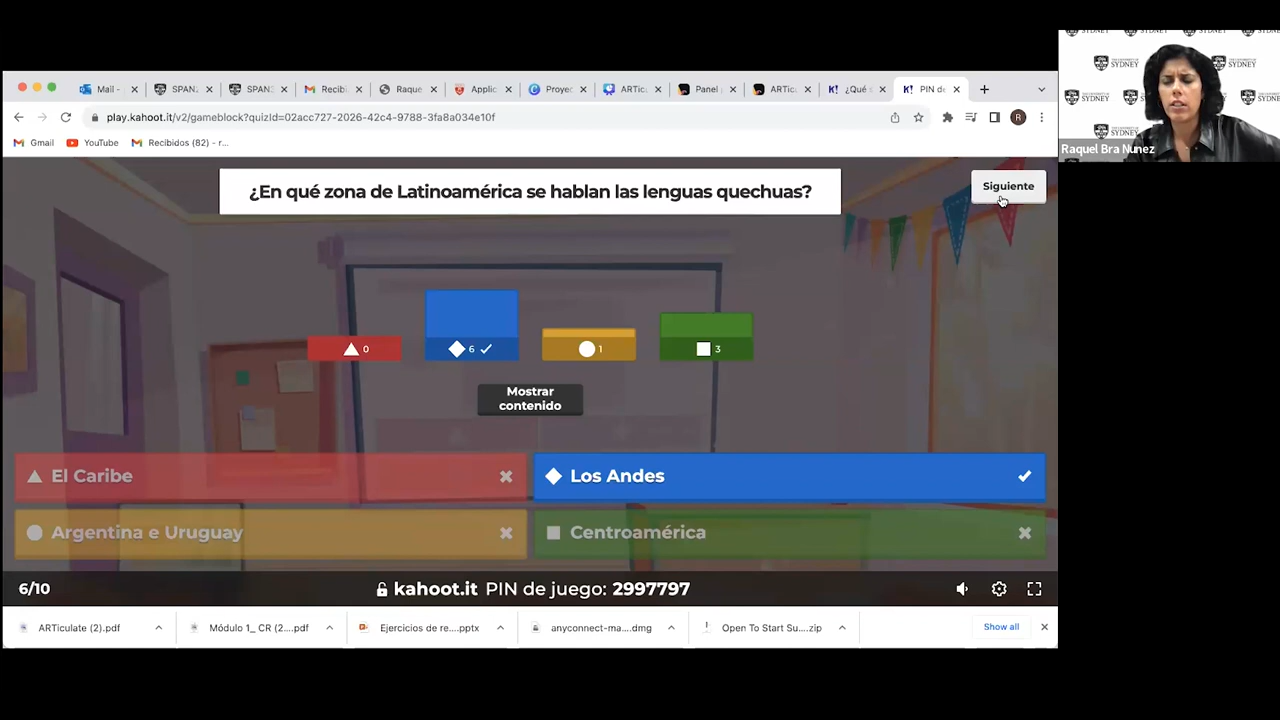 Mail -
SPAN2
SPAN3
Recib
Raque
Applic
Proye
ARTic
Panel
ARTic
¿Qué s
PIN de
play.kahoot.it/v2/gameblock?quizId=02acc727-2026-42c4-9788-3fa8a034e10f
R
Gmail
YouTube
Recibidos (82) - r...
¿En qué zona de Latinoamérica se hablan las lenguas quechuas?
Siguiente
0
6
1
3
Mostrar
contenido
El Caribe
Los Andes
Argentina e Uruguay
Centroamérica
6/10
kahoot.it PIN de juego: 2997797
ARTiculate (2).pdf
Módulo 1_ CR (2....pdf
Ejercicios de re....pptx
anyconnect-ma....dmg
Open To Start Su....zip
Show all
SYDNEY
Raquel Bra Nunez